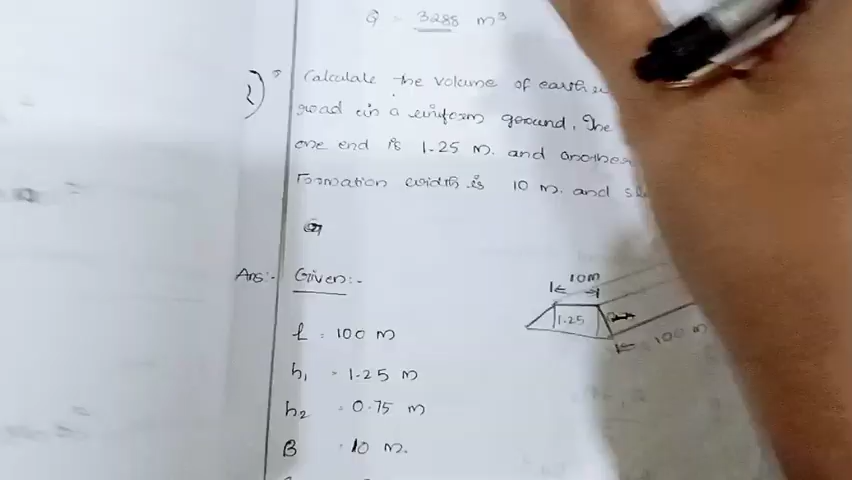 Q = 3288 m³
2) Calculate the volume of earth
road in a uniform ground, The
one end is 1.25 m. and another
Formation width is 10 m. and
Ans:- Given:-
10m
1.25
100 m
L = 100 m
h₁ = 1.25 m
h₂ = 0.75 m
B = 10 m.